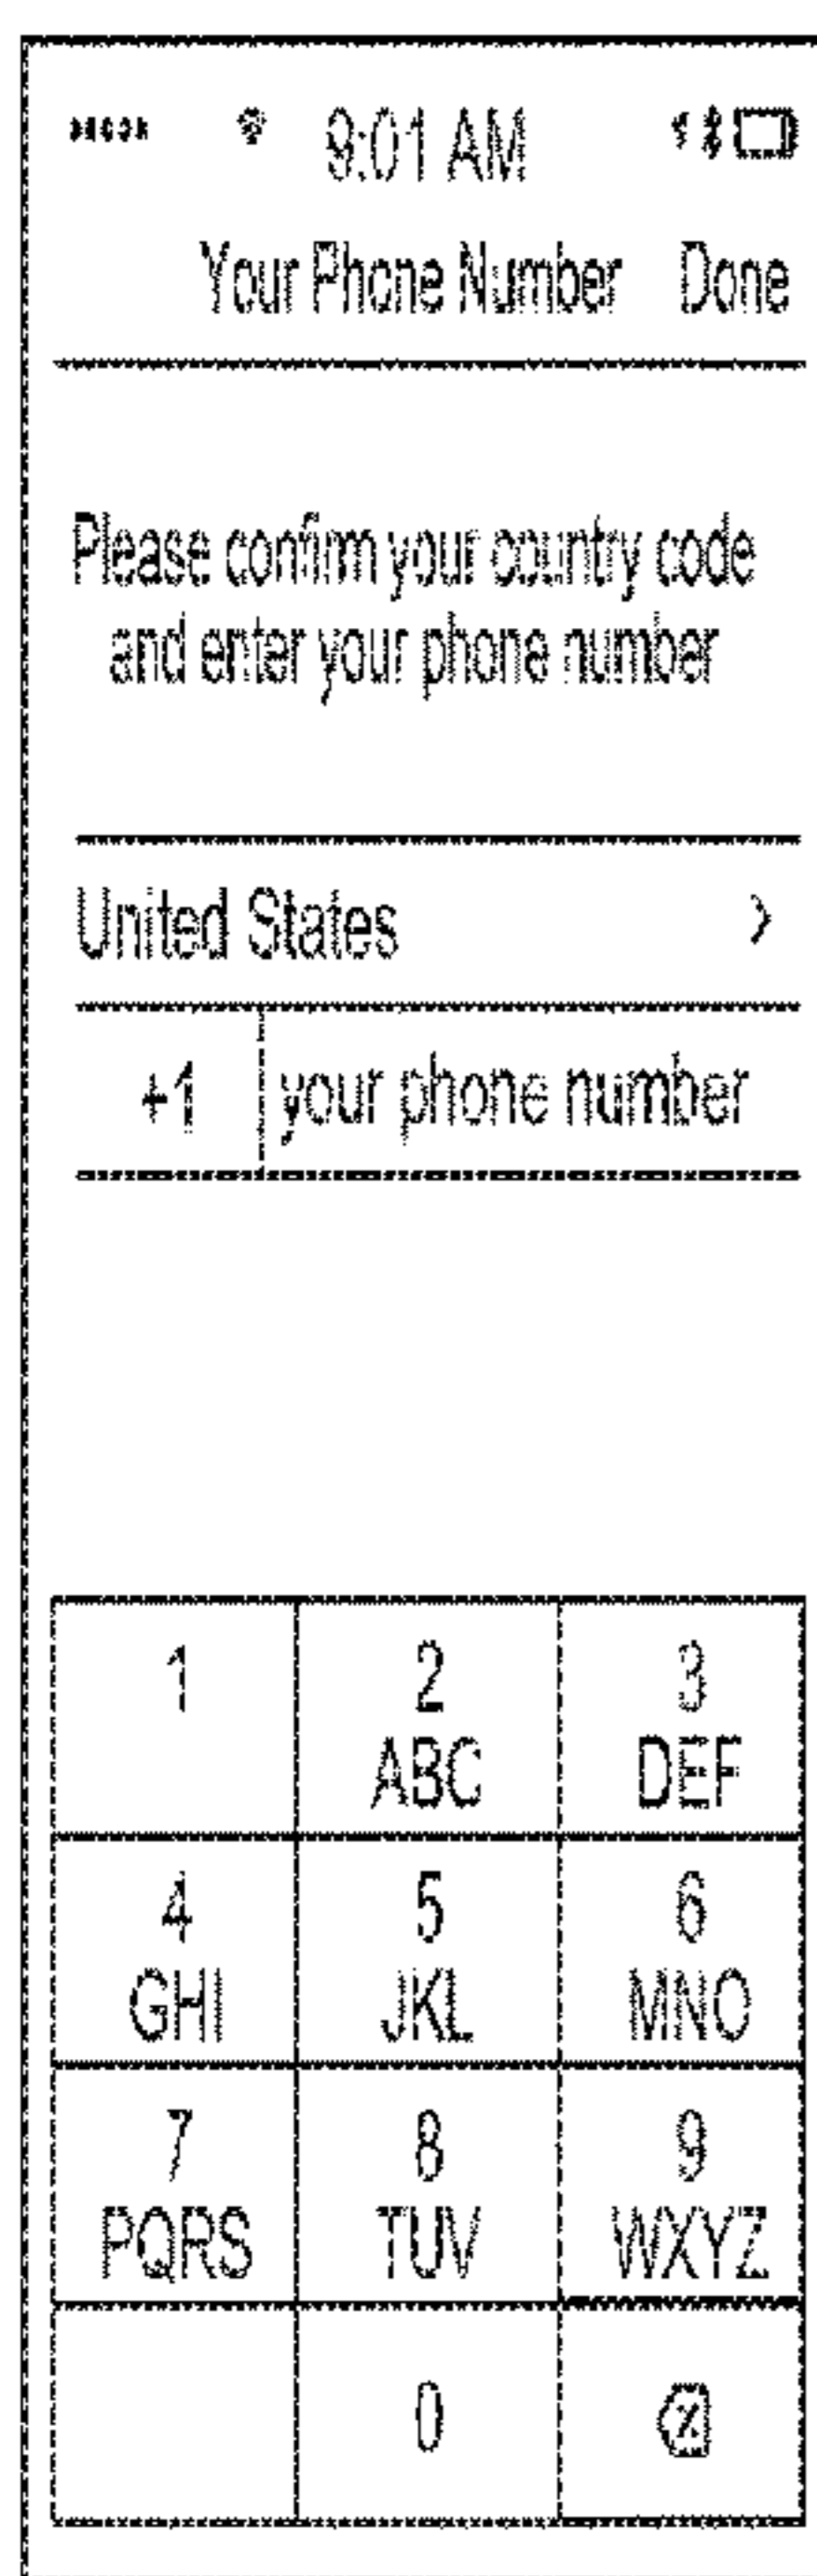 9:01 AM
Your Phone Number Done
Please confirm your country code
and enter your phone number
United States
+1 your phone number
1 2 3
ABC DEF
4 5 6
GHI JKL MNO
7 8 9
PQRS TUV WXYZ
0